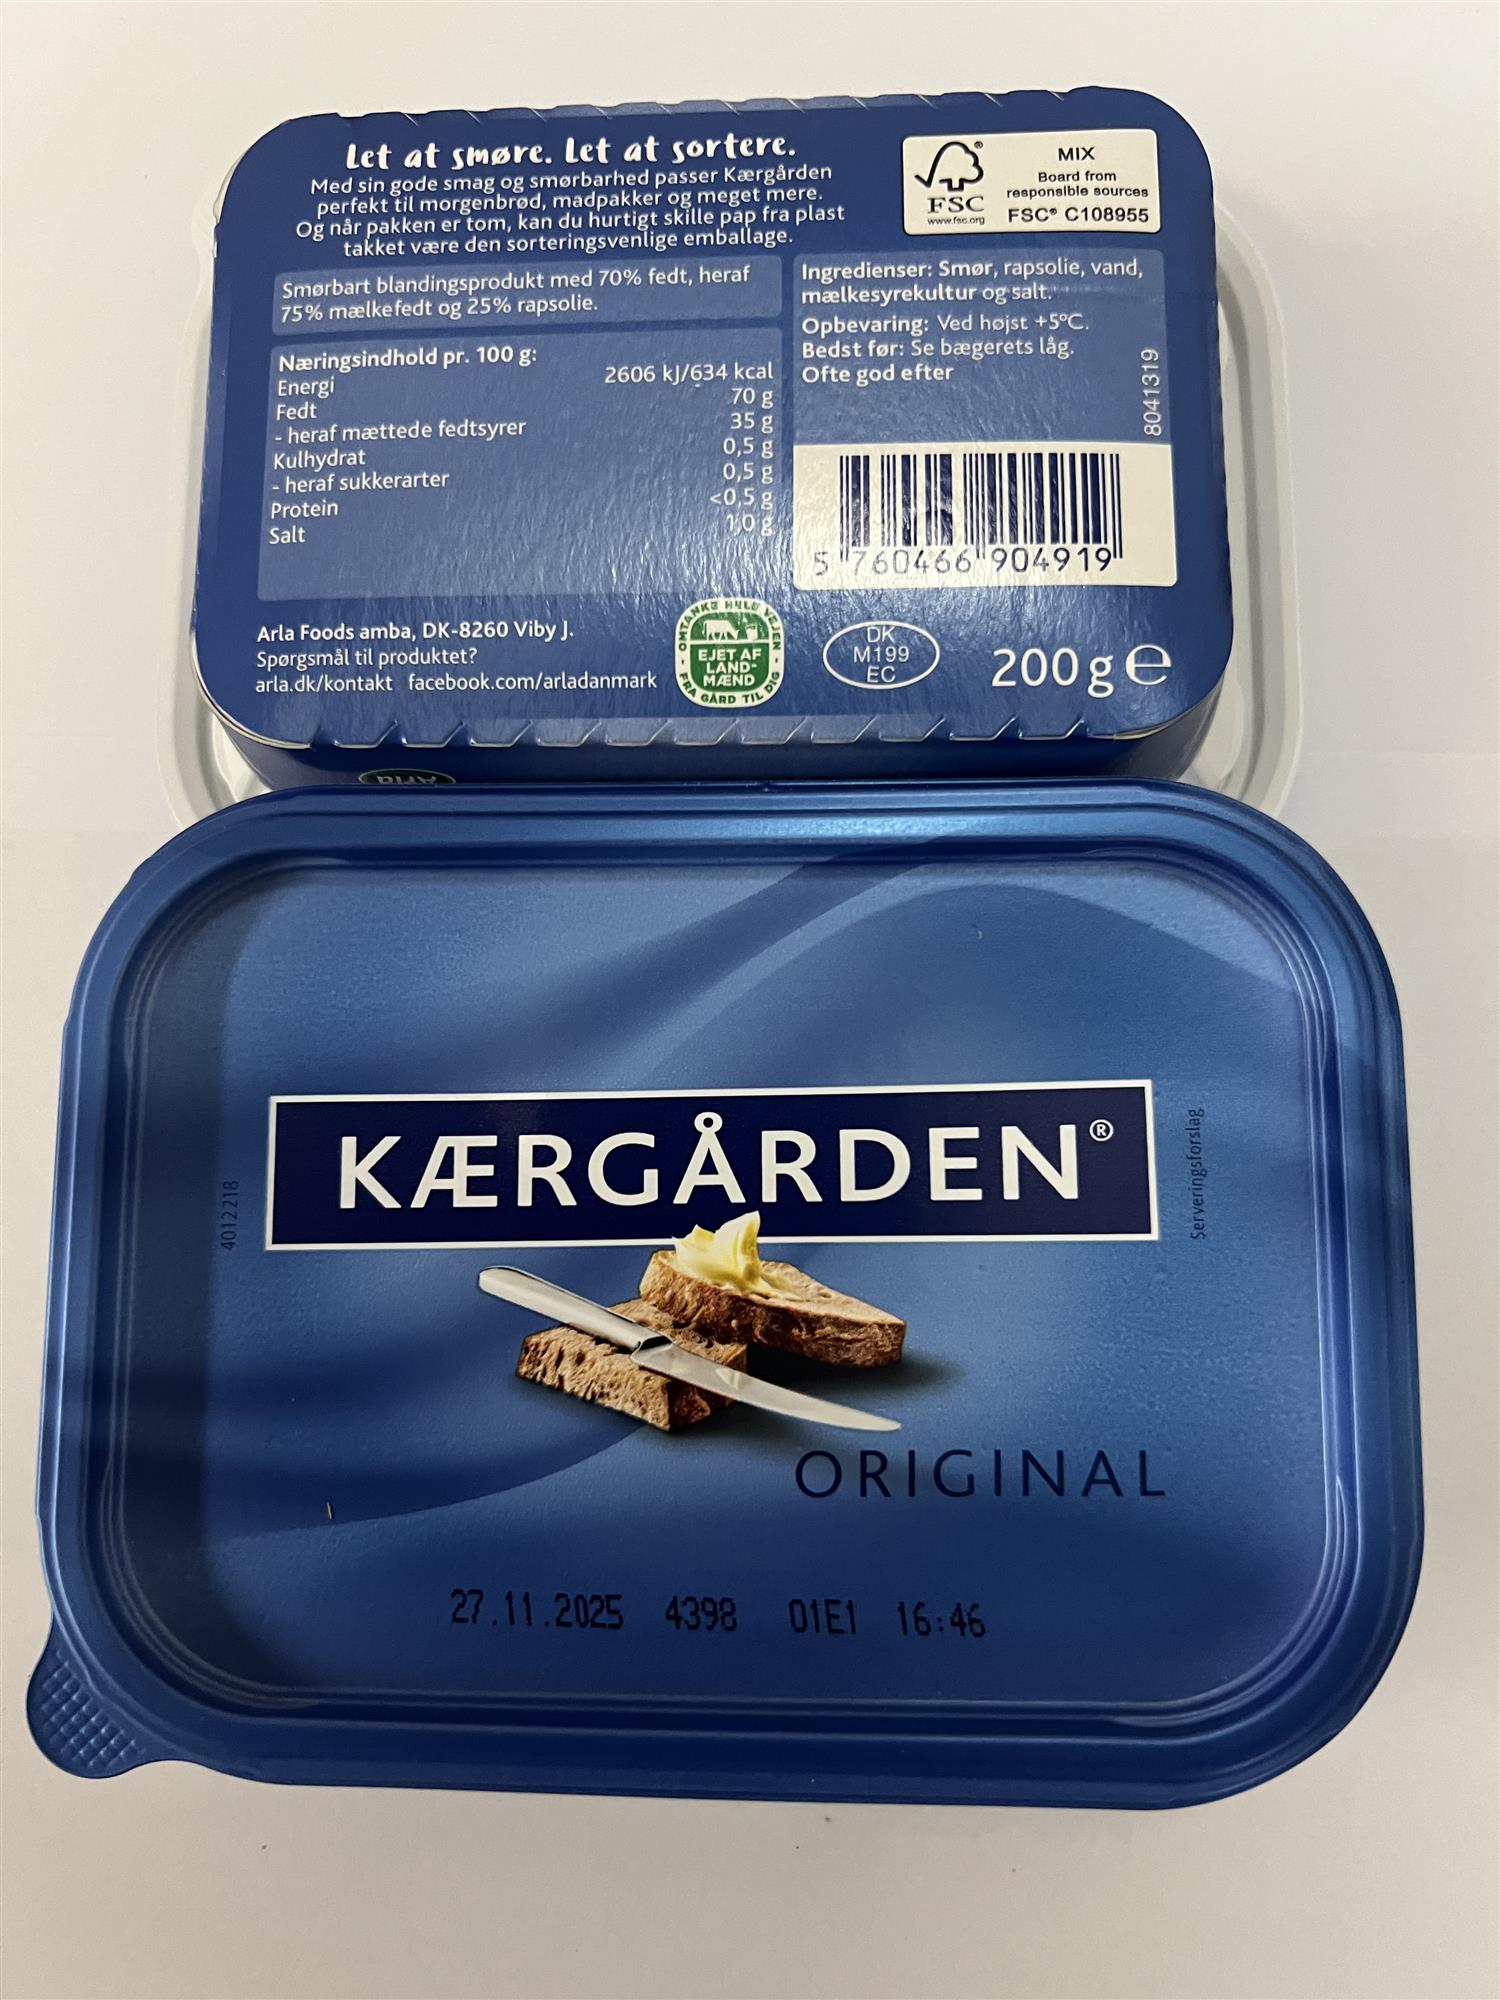 Let at smøre. Let at sortere.
Med sin gode smag og smørbarhed passer Kærgården
perfekt til morgenbrød, madpakker og meget mere.
Og når pakken er tom, kan du hurtigt skille pap fra plast
takket være den sorteringsvenlige emballage.
Smørbart blandingsprodukt med 70% fedt, heraf
75% mælkefedt og 25% rapsolie.
Næringsindhold pr. 100 g:
Energi 2606 kJ/634 kcal
Fedt 70 g
- heraf mættede fedtsyrer 35 g
Kulhydrat 0,5 g
- heraf sukkerarter 0,5 g
Protein <0,5 g
Salt 1,0 g
FSC®
www.fsc.org
MIX
Board from
responsible sources
FSC® C108955
Ingredienser: Smør, rapsolie, vand,
mælkesyrekultur og salt.
Opbevaring: Ved højst +5°C.
Bedst før: Se bægerets låg.
Ofte god efter
8041319
5 760466 904919
Arla Foods amba, DK-8260 Viby J.
Spørgsmål til produktet?
arla.dk/kontakt facebook.com/arladanmark
OMTANKE HELE VEJEN
EJET AF
LAND-
MÆND
FRA GÅRD TIL DIG
DK
M199
EC
200 g e
Arla
KÆRGÅRDEN®
4012218
Serveringsforslag
ORIGINAL
27.11.2025 4398 01E1 16:46